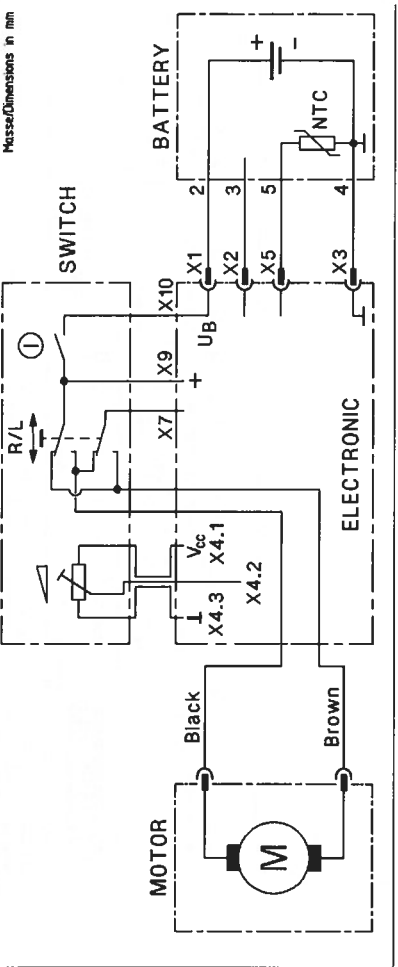 Masse/Dimensions in mm
BATTERY
+
-
NTC
2
3
5
4
SWITCH
I
R/L
X10
X1
X2
X5
X3
UB
X9
+
X7
ELECTRONIC
Vcc
X4.1
X4.2
X4.3
Black
Brown
MOTOR
M